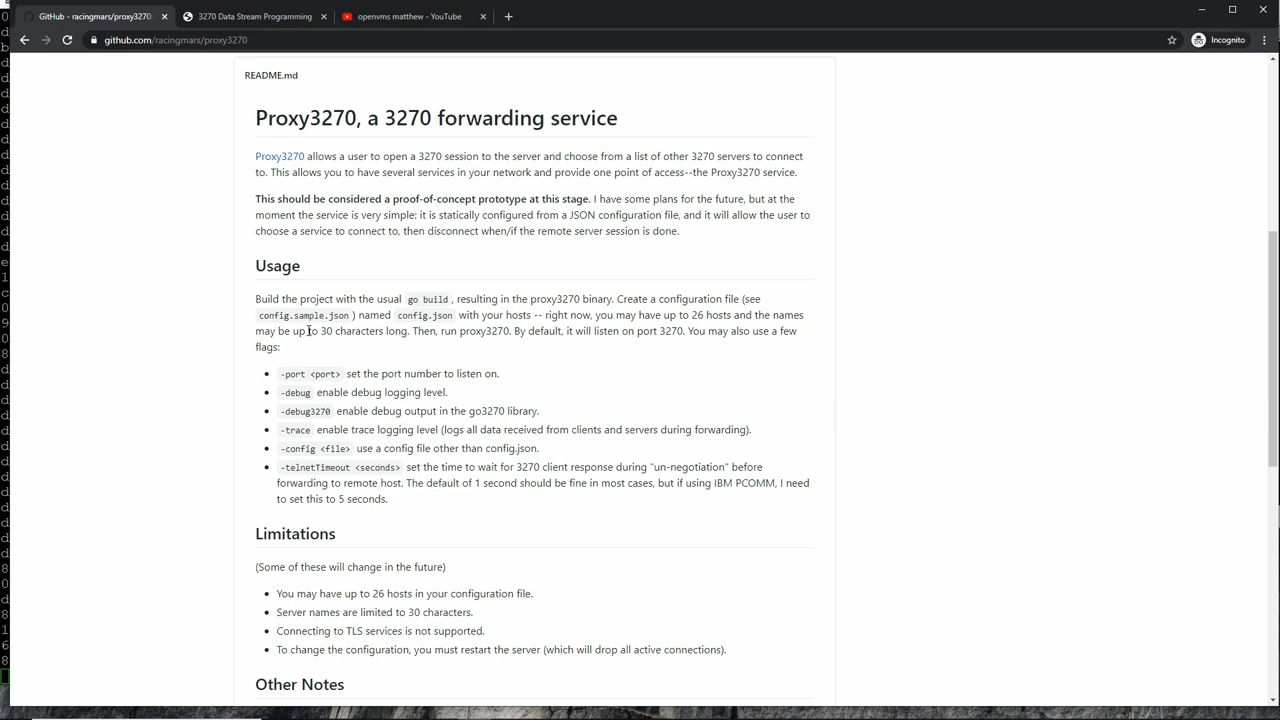 GitHub - racingmars/proxy3270:
3270 Data Stream Programming
openvms matthew - YouTube
github.com/racingmars/proxy3270
Incognito
README.md
Proxy3270, a 3270 forwarding service
Proxy3270 allows a user to open a 3270 session to the server and choose from a list of other 3270 servers to connect
to. This allows you to have several services in your network and provide one point of access--the Proxy3270 service.
This should be considered a proof-of-concept prototype at this stage. I have some plans for the future, but at the
moment the service is very simple: it is statically configured from a JSON configuration file, and it will allow the user to
choose a service to connect to, then disconnect when/if the remote server session is done.
Usage
Build the project with the usual go build, resulting in the proxy3270 binary. Create a configuration file (see
config.sample.json) named config.json with your hosts -- right now, you may have up to 26 hosts and the names
may be up to 30 characters long. Then, run proxy3270. By default, it will listen on port 3270. You may also use a few
flags:
-port <port> set the port number to listen on.
-debug enable debug logging level.
-debug3270 enable debug output in the go3270 library.
-trace enable trace logging level (logs all data received from clients and servers during forwarding).
-config <file> use a config file other than config.json.
-telnetTimeout <seconds> set the time to wait for 3270 client response during "un-negotiation" before
forwarding to remote host. The default of 1 second should be fine in most cases, but if using IBM PCOMM, I need
to set this to 5 seconds.
Limitations
(Some of these will change in the future)
You may have up to 26 hosts in your configuration file.
Server names are limited to 30 characters.
Connecting to TLS services is not supported.
To change the configuration, you must restart the server (which will drop all active connections).
Other Notes